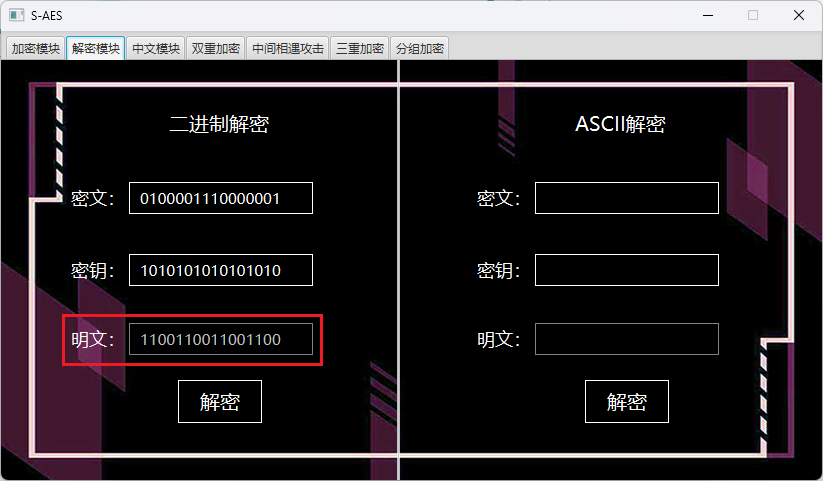 S-AES
加密模块 解密模块 中文模块 双重加密 中间相遇攻击 三重加密 分组加密
二进制解密
密文： 0100001110000001
密钥： 1010101010101010
明文： 1100110011001100
解密
ASCII解密
密文：
密钥：
明文：
解密